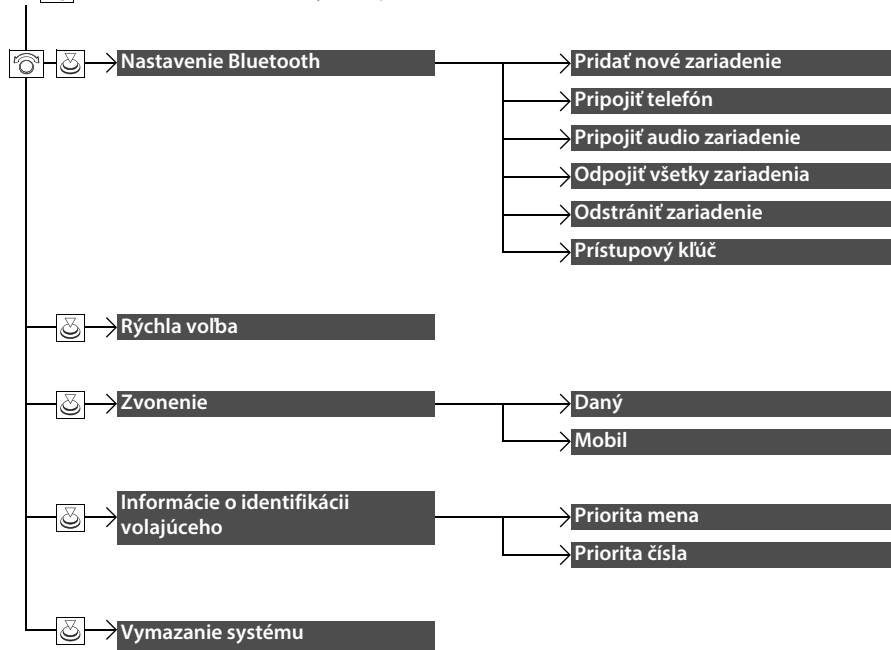 Nastavenie Bluetooth
Pridať nové zariadenie
Pripojiť telefón
Pripojiť audio zariadenie
Odpojiť všetky zariadenia
Odstrániť zariadenie
Prístupový kľúč
Rýchla voľba
Zvonenie
Daný
Mobil
Informácie o identifikácii
volajúceho
Priorita mena
Priorita čísla
Vymazanie systému